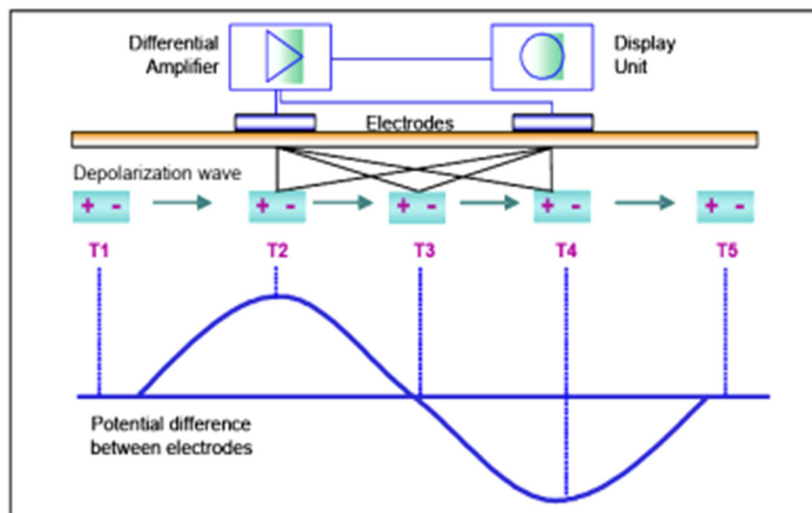 Differential
Amplifier
Display
Unit
Electrodes
Depolarization wave
+ - + - + - + - + -
T1 T2 T3 T4 T5
Potential difference
between electrodes